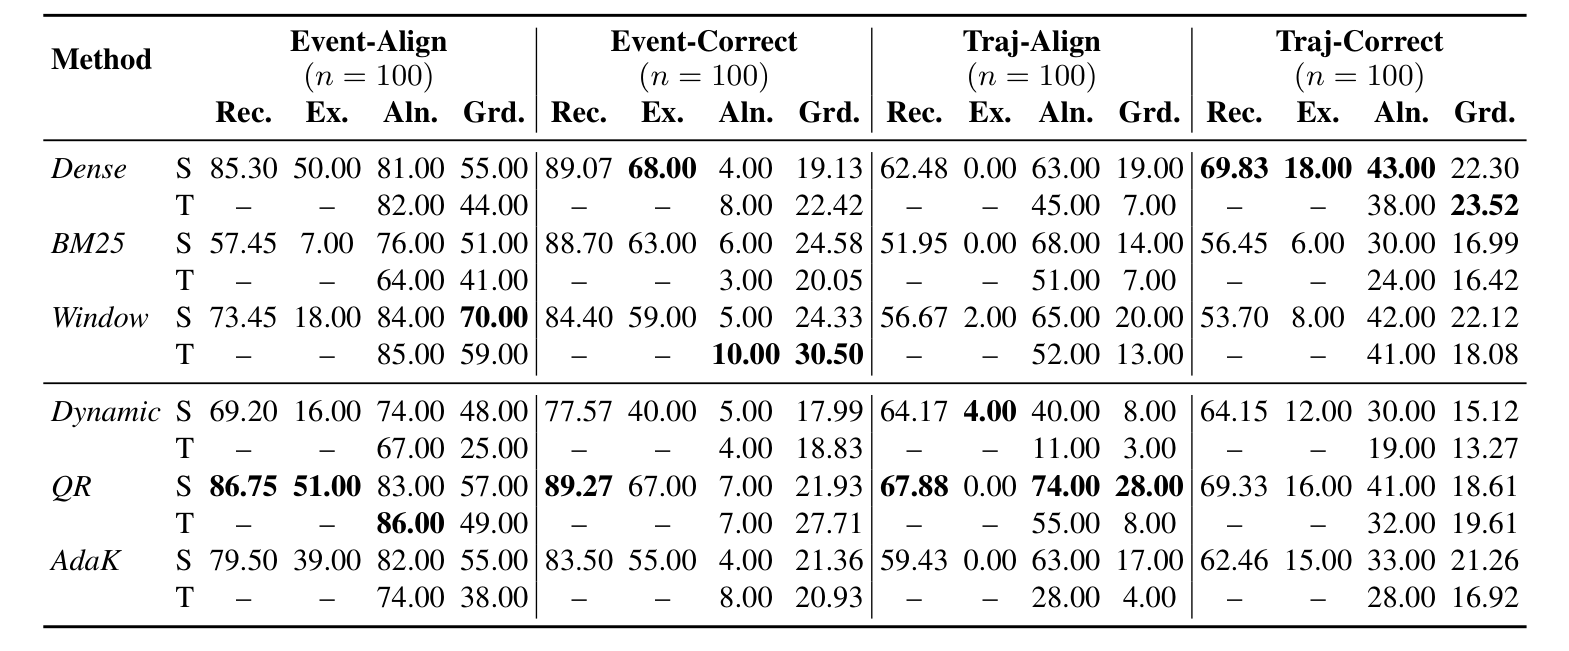 Method Event-Align Event-Correct Traj-Align Traj-Correct
(n = 100) (n = 100) (n = 100) (n = 100)
Rec. Ex. Aln. Grd. Rec. Ex. Aln. Grd. Rec. Ex. Aln. Grd. Rec. Ex. Aln. Grd.
Dense S 85.30 50.00 81.00 55.00 89.07 68.00 4.00 19.13 62.48 0.00 63.00 19.00 69.83 18.00 43.00 22.30
T – – 82.00 44.00 – – 8.00 22.42 – – 45.00 7.00 – – 38.00 23.52
BM25 S 57.45 7.00 76.00 51.00 88.70 63.00 6.00 24.58 51.95 0.00 68.00 14.00 56.45 6.00 30.00 16.99
T – – 64.00 41.00 – – 3.00 20.05 – – 51.00 7.00 – – 24.00 16.42
Window S 73.45 18.00 84.00 70.00 84.40 59.00 5.00 24.33 56.67 2.00 65.00 20.00 53.70 8.00 42.00 22.12
T – – 85.00 59.00 – – 10.00 30.50 – – 52.00 13.00 – – 41.00 18.08
Dynamic S 69.20 16.00 74.00 48.00 77.57 40.00 5.00 17.99 64.17 4.00 40.00 8.00 64.15 12.00 30.00 15.12
T – – 67.00 25.00 – – 4.00 18.83 – – 11.00 3.00 – – 19.00 13.27
QR S 86.75 51.00 83.00 57.00 89.27 67.00 7.00 21.93 67.88 0.00 74.00 28.00 69.33 16.00 41.00 18.61
T – – 86.00 49.00 – – 7.00 27.71 – – 55.00 8.00 – – 32.00 19.61
AdaK S 79.50 39.00 82.00 55.00 83.50 55.00 4.00 21.36 59.43 0.00 63.00 17.00 62.46 15.00 33.00 21.26
T – – 74.00 38.00 – – 8.00 20.93 – – 28.00 4.00 – – 28.00 16.92